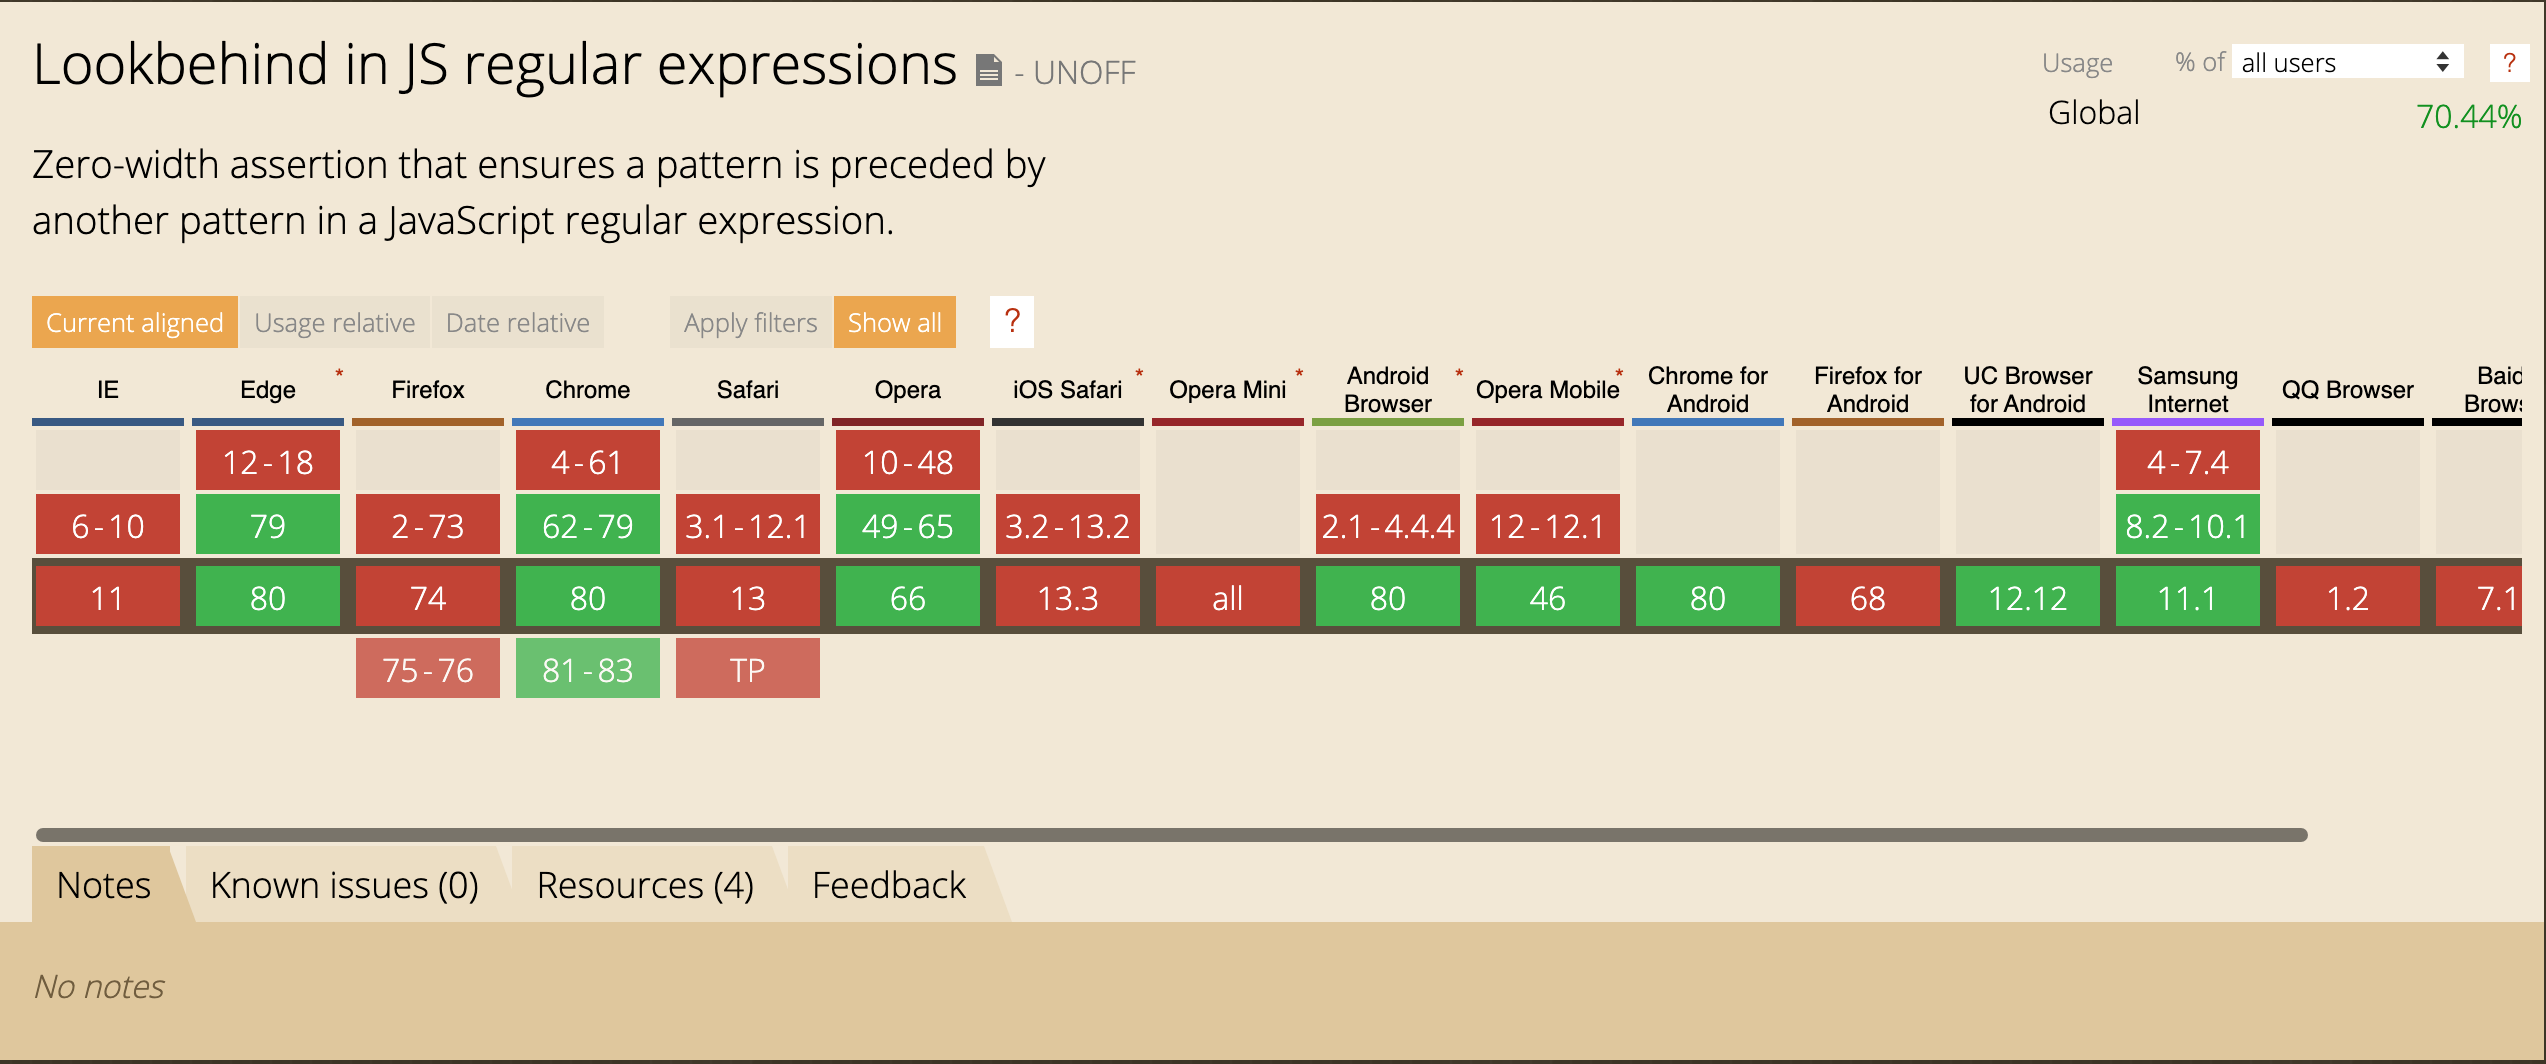 Lookbehind in JS regular expressions - UNOFF
Usage % of all users ?
Global 70.44%
Zero-width assertion that ensures a pattern is preceded by
another pattern in a JavaScript regular expression.
Current aligned Usage relative Date relative Apply filters Show all ?
IE Edge * Firefox Chrome Safari Opera iOS Safari * Opera Mini * Android Browser * Opera Mobile * Chrome for Android Firefox for Android UC Browser for Android Samsung Internet QQ Browser Baid Brows
12-18 4-61 10-48 4-7.4
6-10 79 2-73 62-79 3.1-12.1 49-65 3.2-13.2 2.1-4.4.4 12-12.1 8.2-10.1
11 80 74 80 13 66 13.3 all 80 46 80 68 12.12 11.1 1.2 7.1
75-76 81-83 TP
Notes Known issues (0) Resources (4) Feedback
No notes